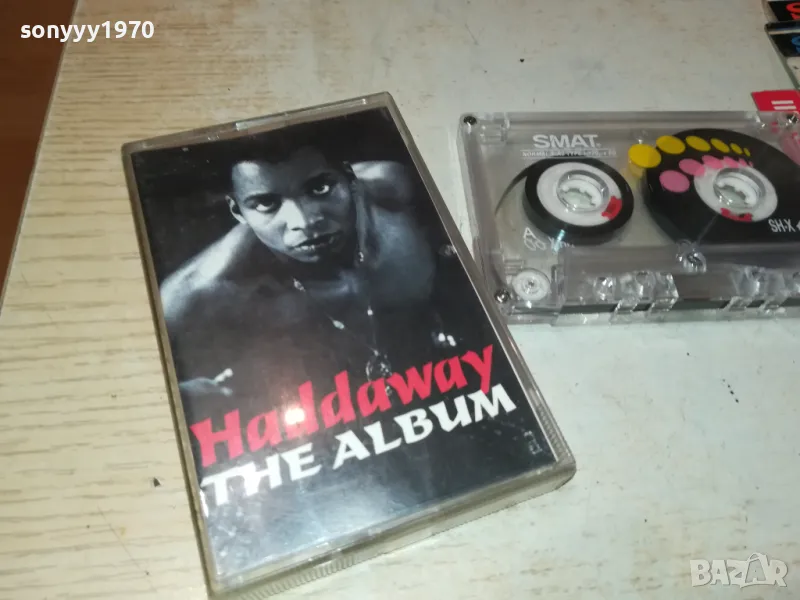 sonyyy1970
Haddaway
THE ALBUM
SMAT
A
SH-X
BAZAR